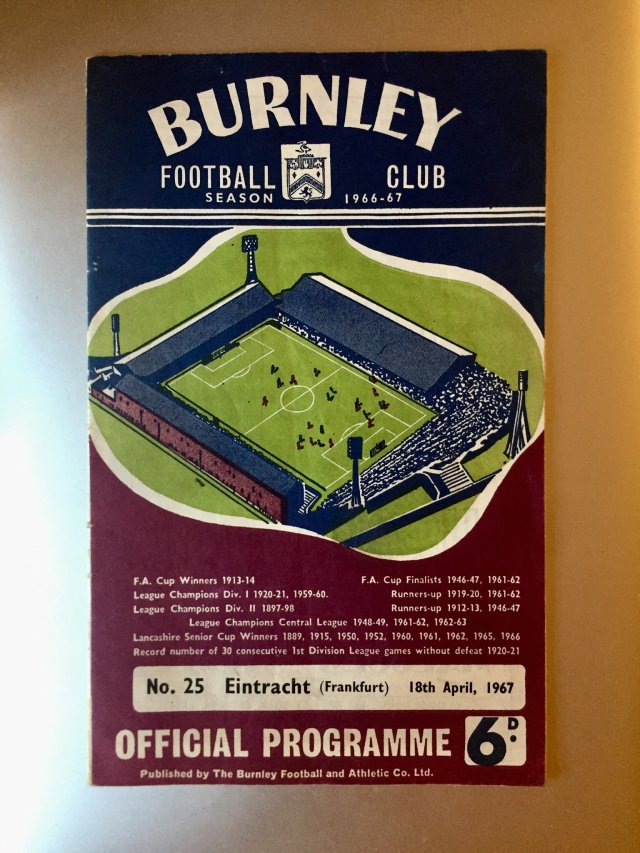 BURNLEY
FOOTBALL CLUB
SEASON 1966-67
F.A. Cup Winners 1913-14 F.A. Cup Finalists 1946-47, 1961-62
League Champions Div. I 1920-21, 1959-60. Runners-up 1919-20, 1961-62
League Champions Div. II 1897-98 Runners-up 1912-13, 1946-47
League Champions Central League 1948-49, 1961-62, 1962-63
Lancashire Senior Cup Winners 1889, 1915, 1950, 1952, 1960, 1961, 1962, 1965. 1966
Record number of 30 consecutive 1st Division League games without defeat 1920-21
No. 25 Eintracht (Frankfurt) 18th April, 1967
OFFICIAL PROGRAMME 6D.
Published by The Burnley Football and Athletic Co. Ltd.